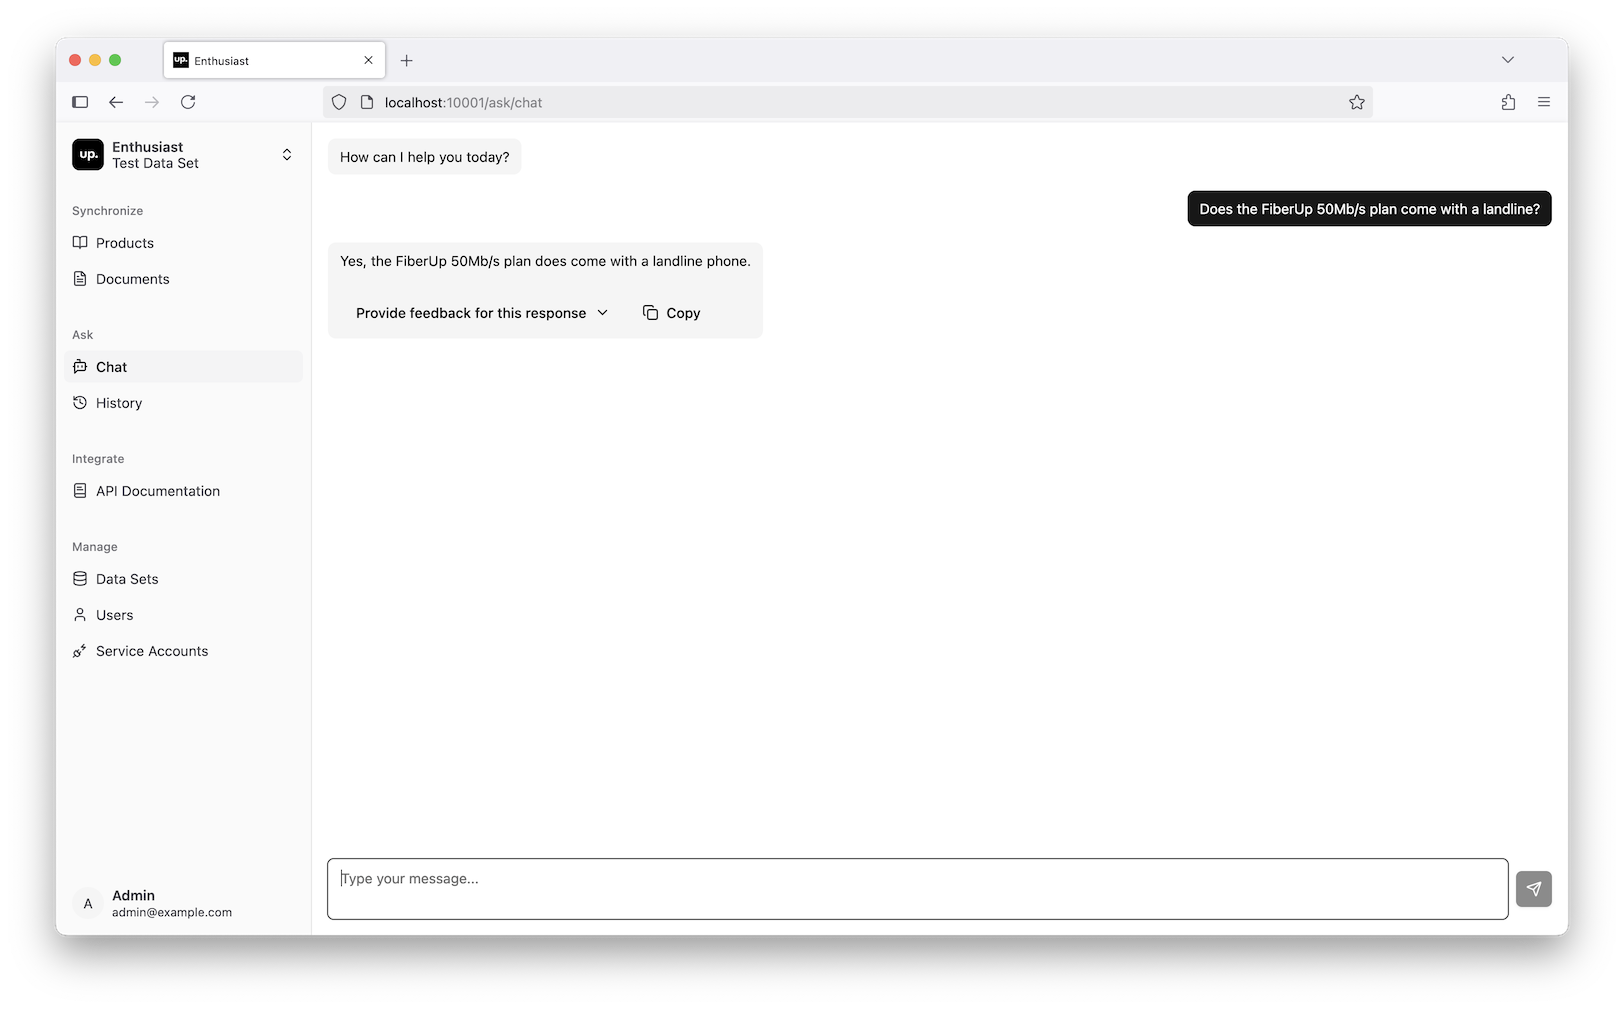 up. Enthusiast
localhost:10001/ask/chat
up.
Enthusiast
Test Data Set
Synchronize
Products
Documents
Ask
Chat
History
Integrate
API Documentation
Manage
Data Sets
Users
Service Accounts
A
Admin
admin@example.com
How can I help you today?
Does the FiberUp 50Mb/s plan come with a landline?
Yes, the FiberUp 50Mb/s plan does come with a landline phone.
Provide feedback for this response Copy
Type your message...